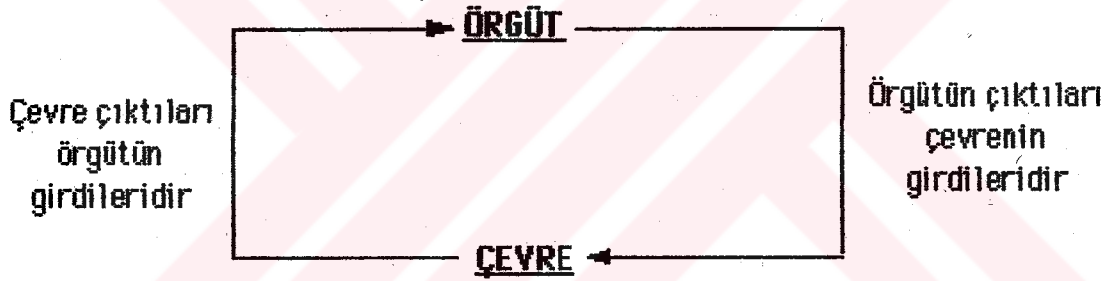 ÖRGÜT
Çevre çıktıları
örgütün
girdileridir
Örgütün çıktıları
çevrenin
girdileridir
ÇEVRE